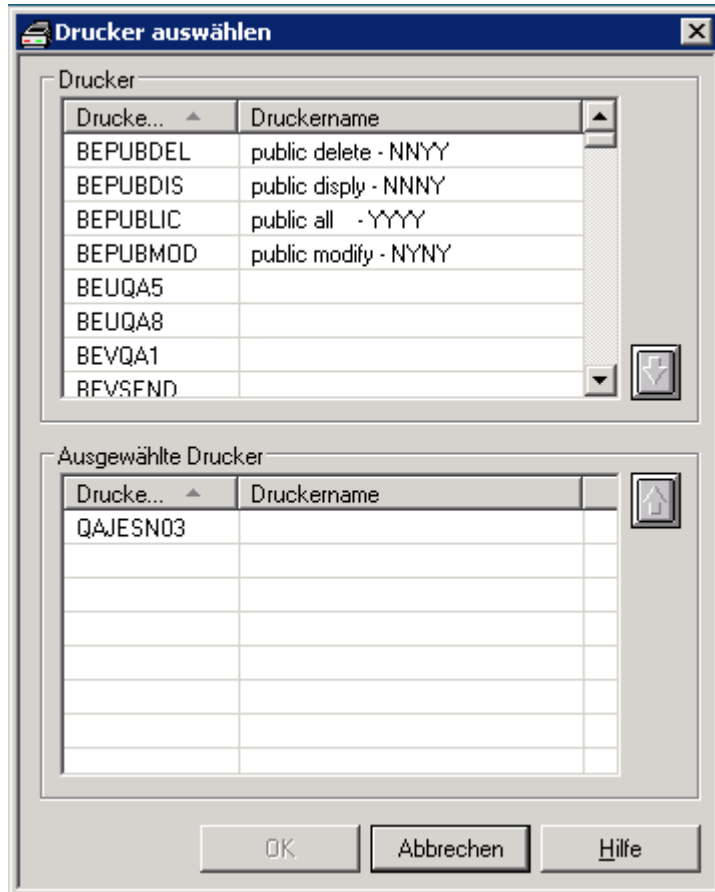 Drucker auswählen
Drucker
Drucke... Druckername
BEPUBDEL public delete - NNYY
BEPUBDIS public disply - NNNY
BEPUBLIC public all - YYYY
BEPUBMOD public modify - NYNY
BEUQA5
BEUQA8
BEVQA1
BEVSEND
Ausgewählte Drucker
Drucke... Druckername
QAJESN03
OK Abbrechen Hilfe